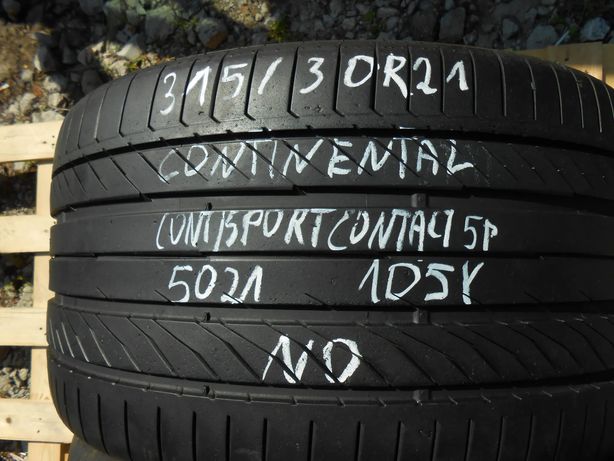 315/30R21
CONTINENTAL
CONTISPORTCONTACT 5P
5021 105Y
NO